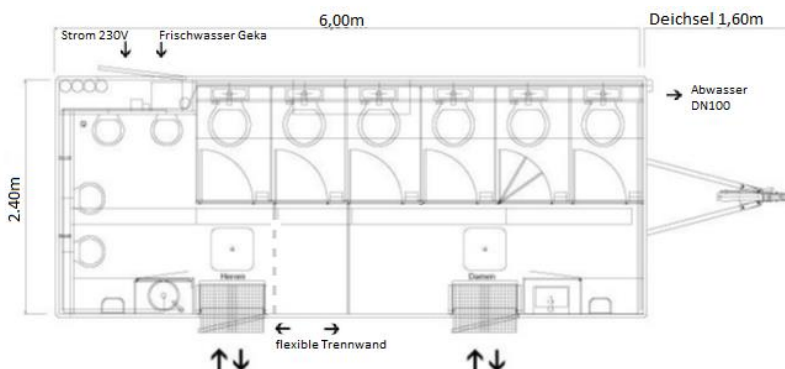 6,00m
Deichsel 1,60m
Strom 230V
Frischwasser Geka
Abwasser
DN100
2.40m
Herren
Damen
flexible Trennwand